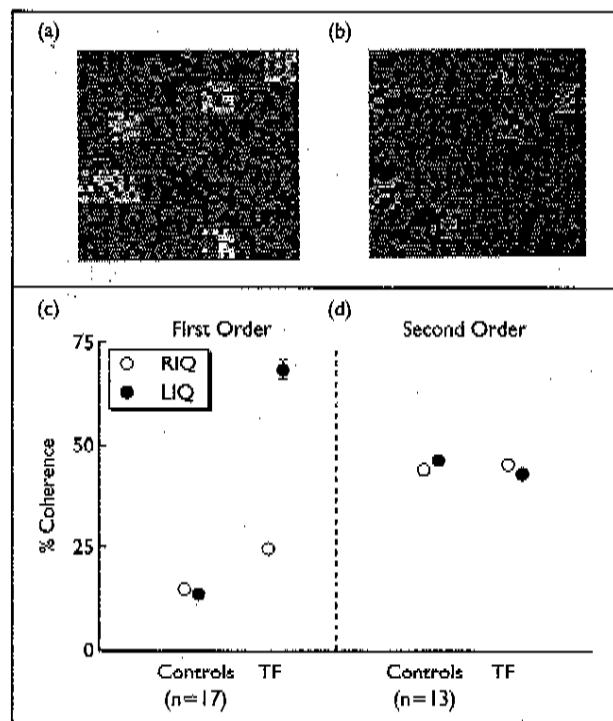 (a) (b)
(c) (d)
First Order Second Order
75
RIQ
LIQ
50
% Coherence
25
0
Controls TF Controls TF
(n=17) (n=13)